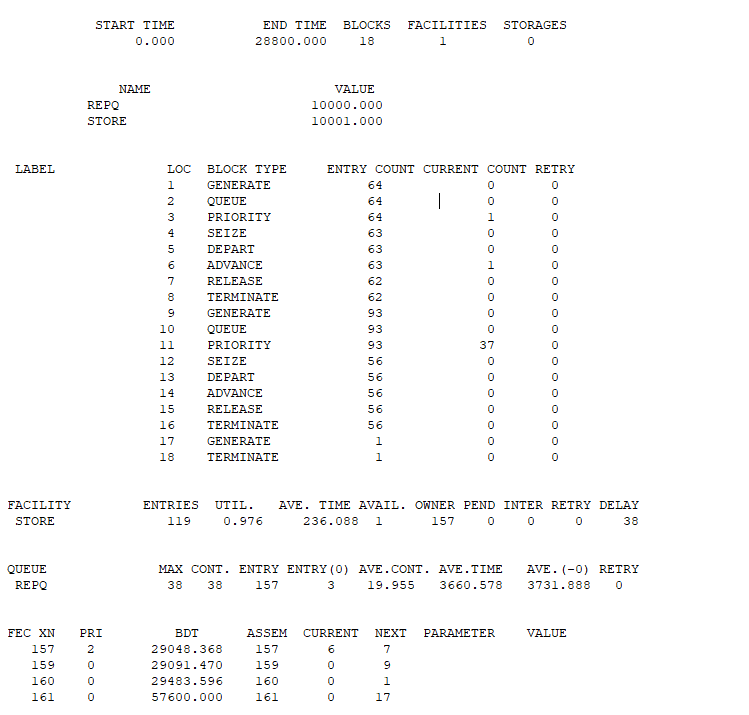 START TIME END TIME BLOCKS FACILITIES STORAGES
0.000 28800.000 18 1 0
NAME VALUE
REPQ 10000.000
STORE 10001.000
LABEL LOC BLOCK TYPE ENTRY COUNT CURRENT COUNT RETRY
1 GENERATE 64 0 0
2 QUEUE 64 0 0
3 PRIORITY 64 1 0
4 SEIZE 63 0 0
5 DEPART 63 0 0
6 ADVANCE 63 1 0
7 RELEASE 62 0 0
8 TERMINATE 62 0 0
9 GENERATE 93 0 0
10 QUEUE 93 0 0
11 PRIORITY 93 37 0
12 SEIZE 56 0 0
13 DEPART 56 0 0
14 ADVANCE 56 0 0
15 RELEASE 56 0 0
16 TERMINATE 56 0 0
17 GENERATE 1 0 0
18 TERMINATE 1 0 0
FACILITY ENTRIES UTIL. AVE. TIME AVAIL. OWNER PEND INTER RETRY DELAY
STORE 119 0.976 236.088 1 157 0 0 0 38
QUEUE MAX CONT. ENTRY ENTRY(0) AVE.CONT. AVE.TIME AVE.(-0) RETRY
REPQ 38 38 157 3 19.955 3660.578 3731.888 0
FEC XN PRI BDT ASSEM CURRENT NEXT PARAMETER VALUE
157 2 29048.368 157 6 7
159 0 29091.470 159 0 9
160 0 29483.596 160 0 1
161 0 57600.000 161 0 17